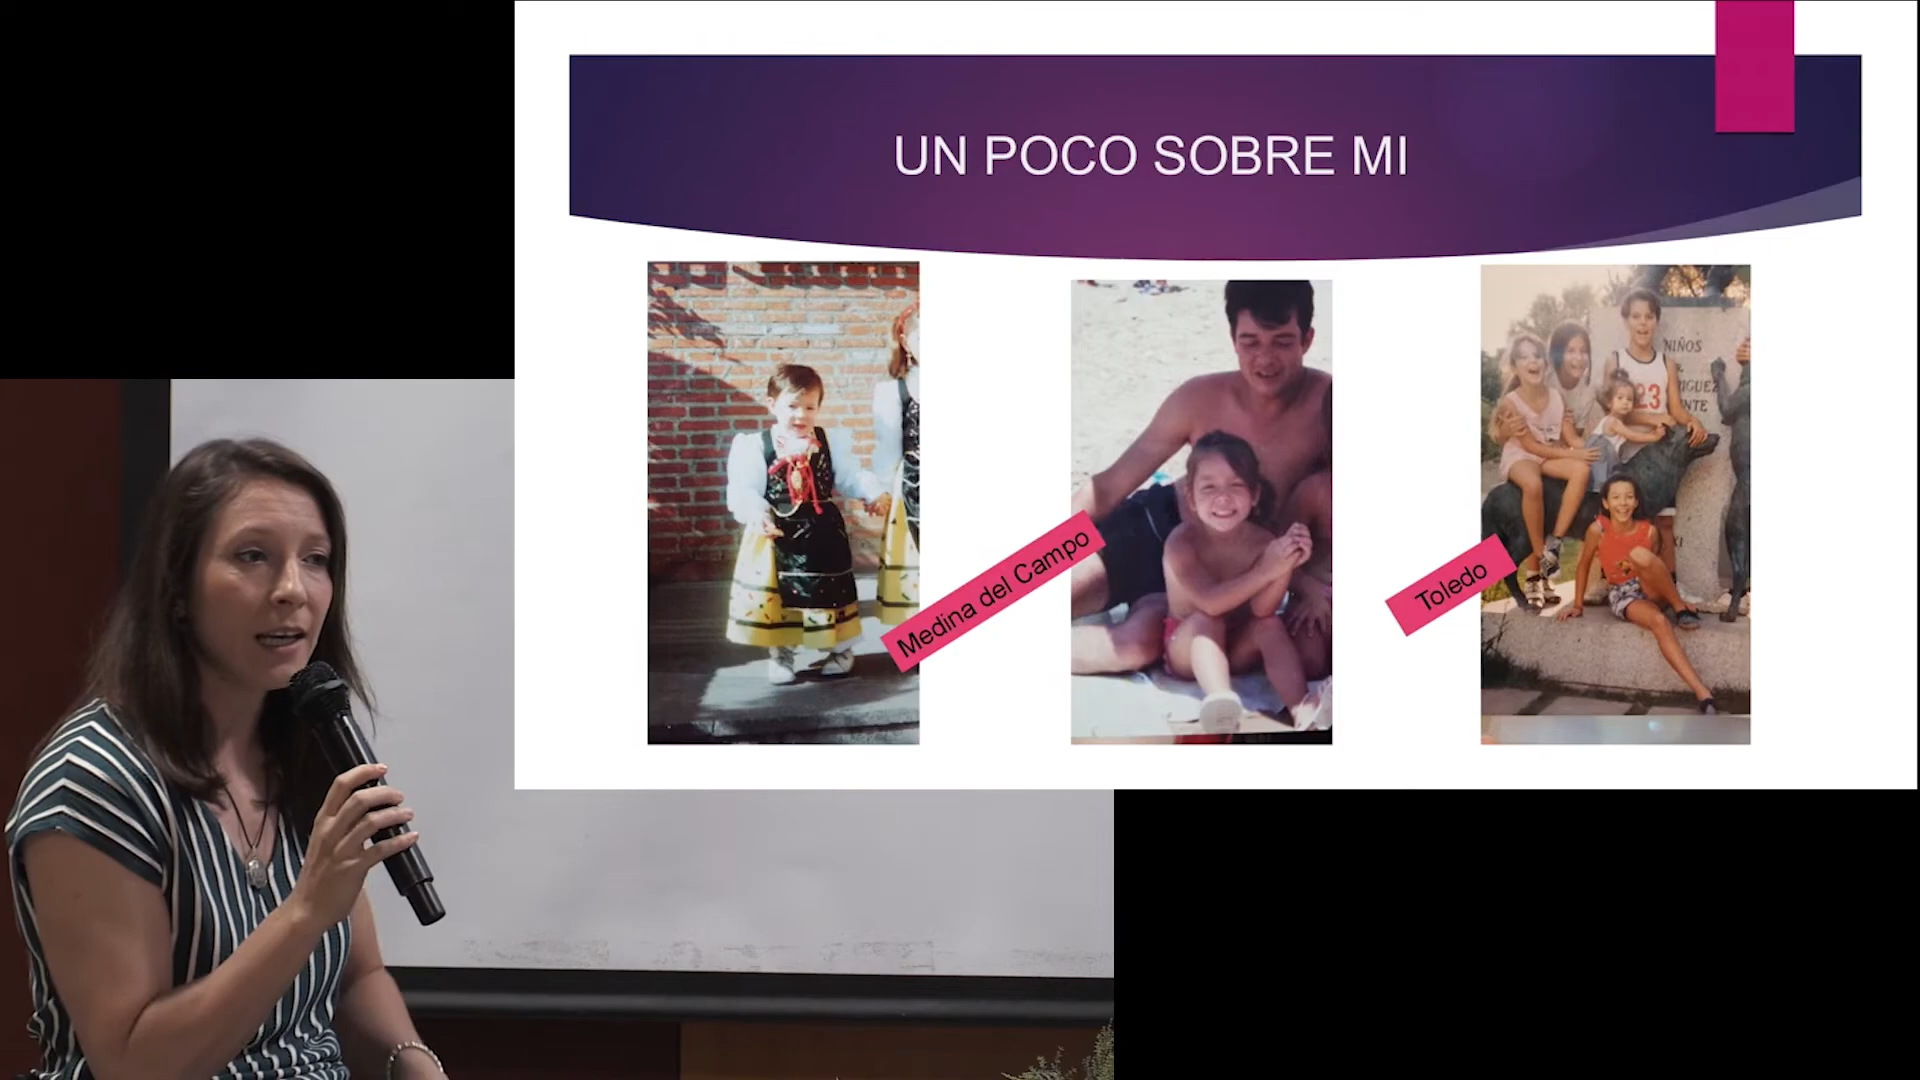 UN POCO SOBRE MI
Medina del Campo
Toledo
NIÑOS
23